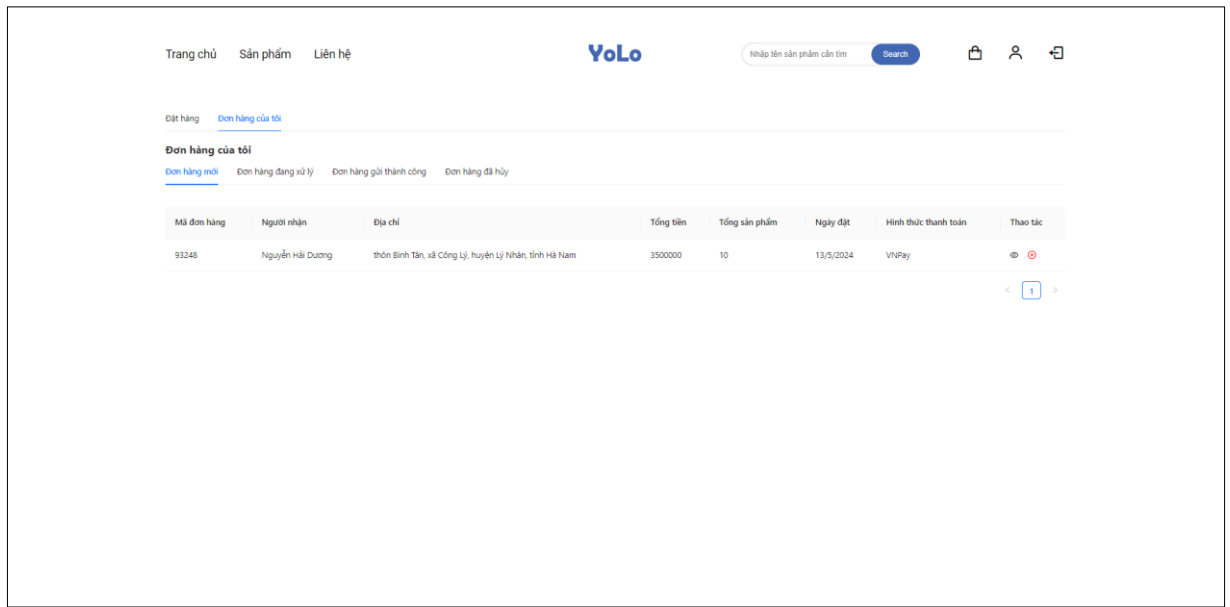 Trang chủ Sản phẩm Liên hệ YoLo Nhập tên sản phẩm cần tìm Search
Đặt hàng Đơn hàng của tôi
Đơn hàng của tôi
Đơn hàng mới Đơn hàng đang xử lý Đơn hàng gửi thành công Đơn hàng đã hủy
Mã đơn hàng Người nhận Địa chỉ Tổng tiền Tổng sản phẩm Ngày đặt Hình thức thanh toán Thao tác
93248 Nguyễn Hải Dương thôn Bình Tân, xã Công Lý, huyện Lý Nhân, tỉnh Hà Nam 3500000 10 13/5/2024 VNPay
< 1 >